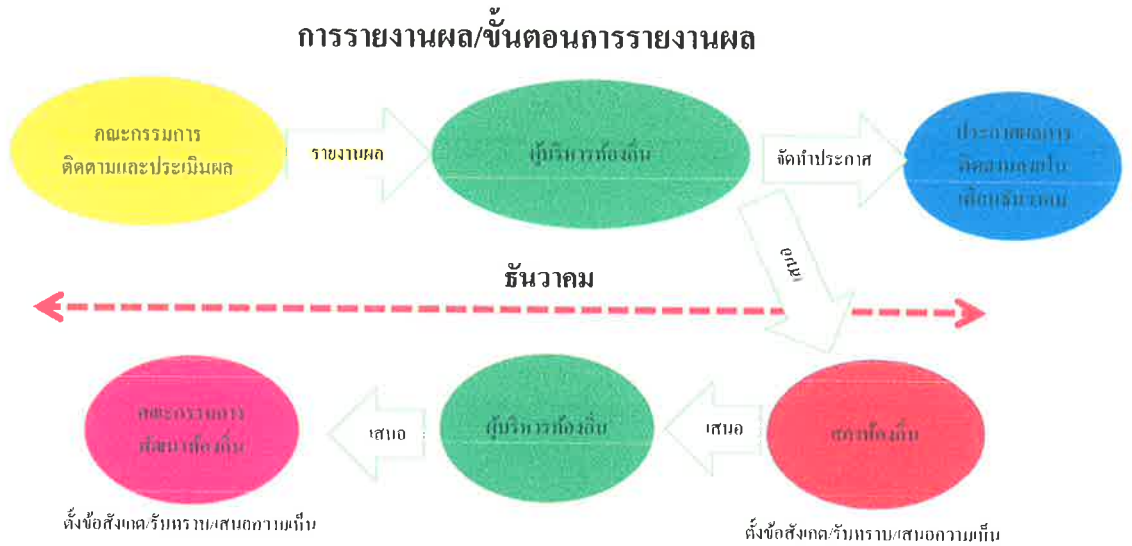 การรายงานผล/ขั้นตอนการรายงานผล
คณะกรรมการ
ติดตามและประเมินผล
รายงานผล
ผู้บริหารท้องถิ่น
จัดทำประกาศ
ประกาศผลการ
ติดตามภายใน
เดือนธันวาคม
เสนอ
ธันวาคม
คณะกรรมการ
พัฒนาท้องถิ่น
เสนอ
ผู้บริหารท้องถิ่น
เสนอ
สภาท้องถิ่น
ตั้งข้อสังเกต/รับทราบ/เสนอความเห็น
ตั้งข้อสังเกต/รับทราบ/เสนอความเห็น